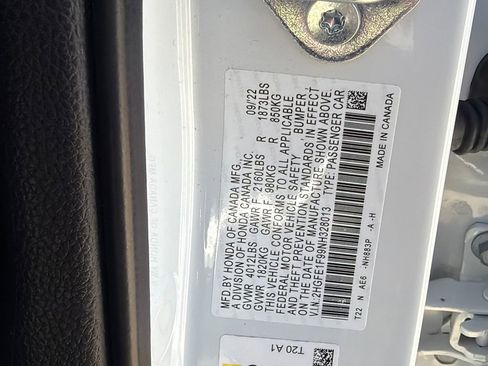 MFD BY HONDA OF CANADA MFG., 09/22
A DIVISION OF HONDA CANADA INC.
GVWR 4012LBS GAWR F 2160LBS R 1873LBS
GVWR 1820KG GAWR F 980KG R 850KG
THIS VEHICLE CONFORMS TO ALL APPLICABLE
FEDERAL MOTOR VEHICLE SAFETY BUMPER
AND THEFT PREVENTION STANDARDS IN EFFECT
ON THE DATE OF MANUFACTURE SHOWN ABOVE.
V.I.N: 2HGFE1F99NH328013 TYPE: PASSENGER CAR
T22 N AE6 -NH883P -A -H MADE IN CANADA
T20 A1